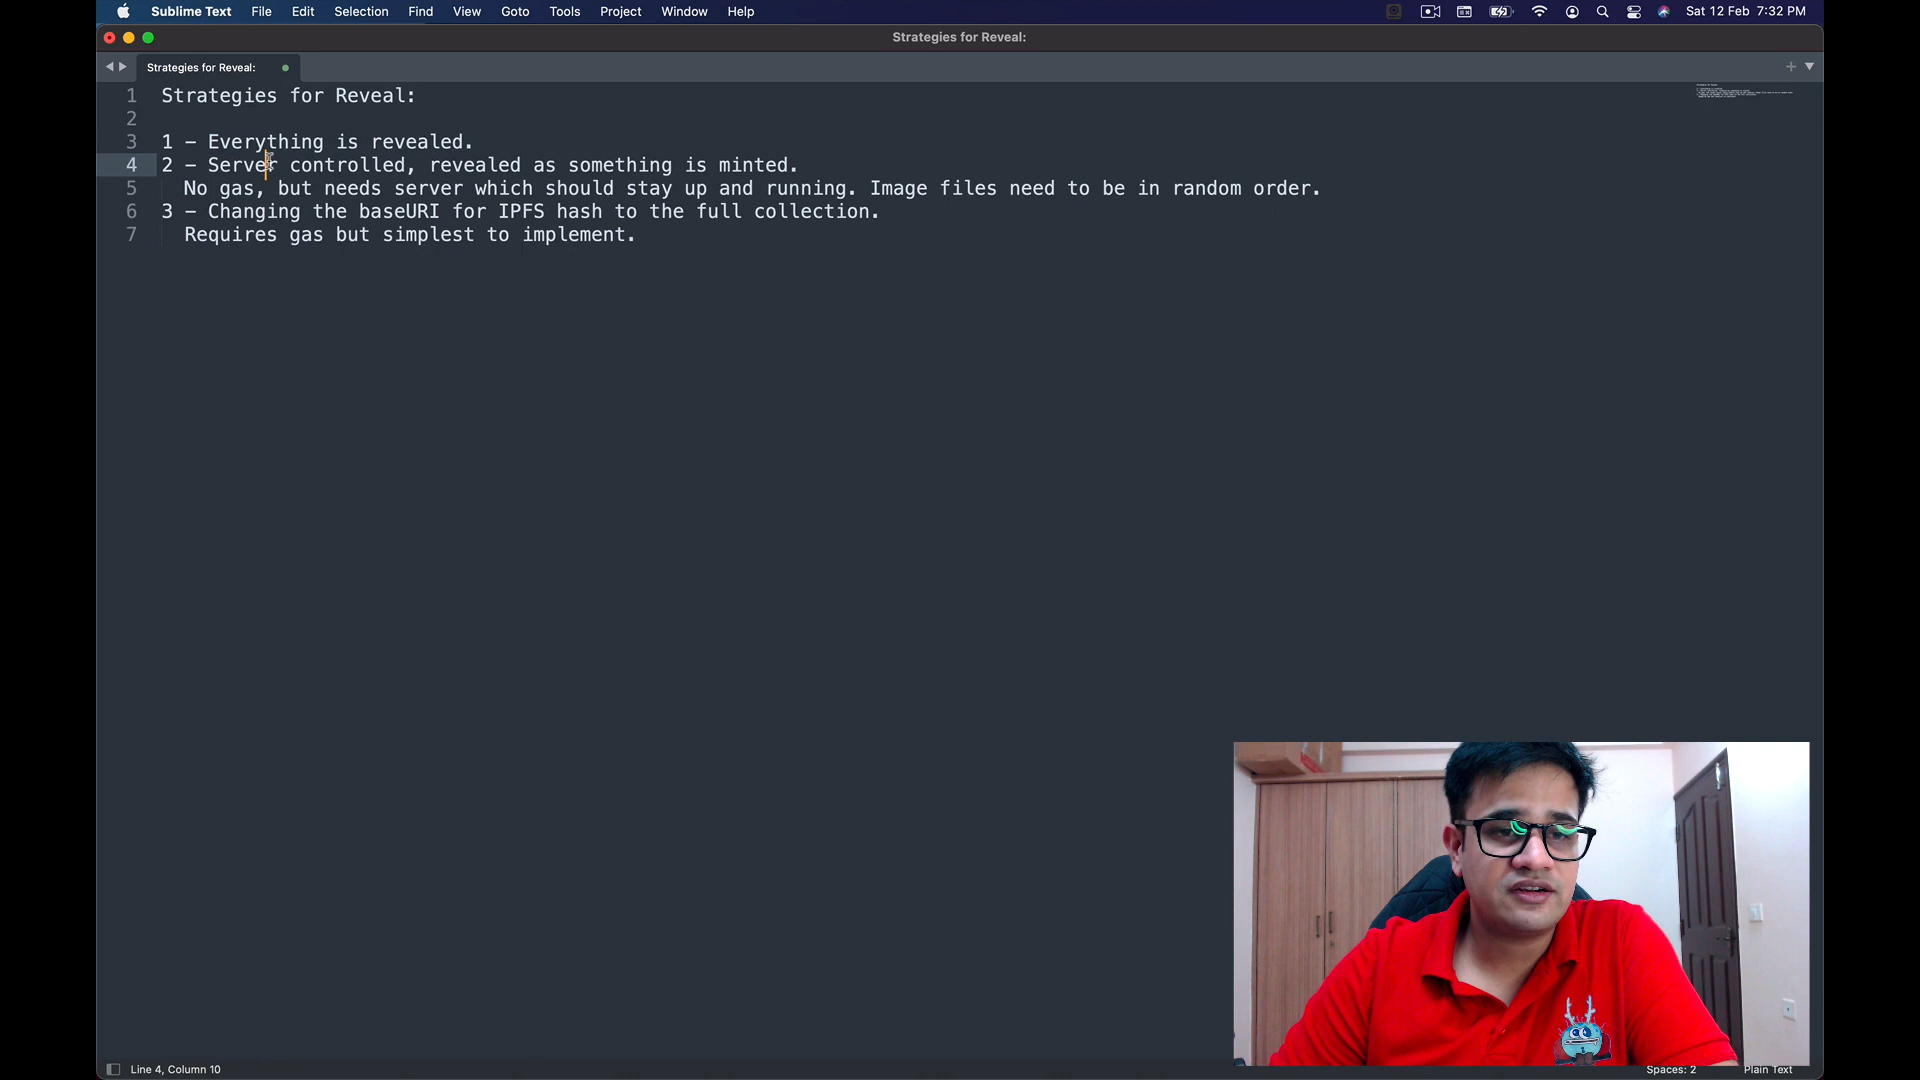 Sublime Text File Edit Selection Find View Goto Tools Project Window Help Sat 12 Feb 7:32 PM
Strategies for Reveal:
Strategies for Reveal:
1 Strategies for Reveal:
2
3 1 – Everything is revealed.
4 2 – Server controlled, revealed as something is minted.
5 No gas, but needs server which should stay up and running. Image files need to be in random order.
6 3 – Changing the baseURI for IPFS hash to the full collection.
7 Requires gas but simplest to implement.
Line 4, Column 10 Spaces: 2 Plain Text